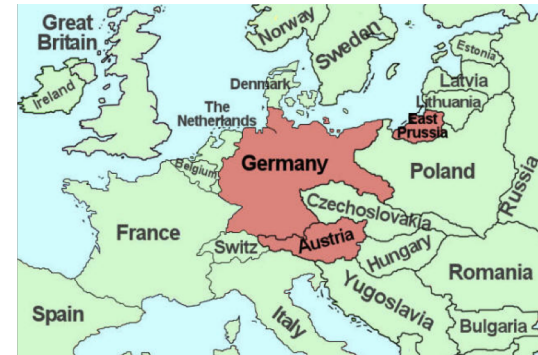 Great
Britain
Norway
Sweden
Estonia
Ireland
Denmark
Latvia
The
Netherlands
Lithuania
East
Prussia
Germany
Belgium
Poland
Russia
Czechoslovakia
France
Switz
Austria
Hungary
Romania
Yugoslavia
Spain
Italy
Bulgaria